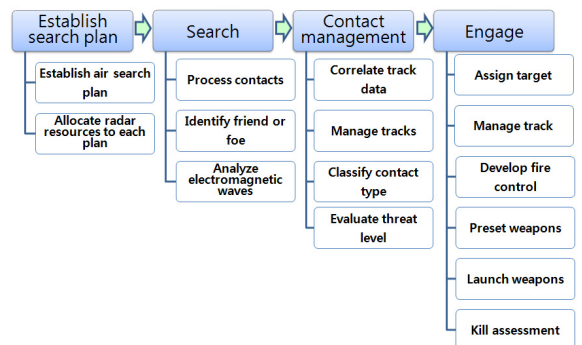 Establish
search plan
Search
Contact
management
Engage
Establish air search
plan
Allocate radar
resources to each
plan
Process contacts
Identify friend or
foe
Analyze
electromagnetic
waves
Correlate track
data
Manage tracks
Classify contact
type
Evaluate threat
level
Assign target
Manage track
Develop fire
control
Preset weapons
Launch weapons
Kill assessment